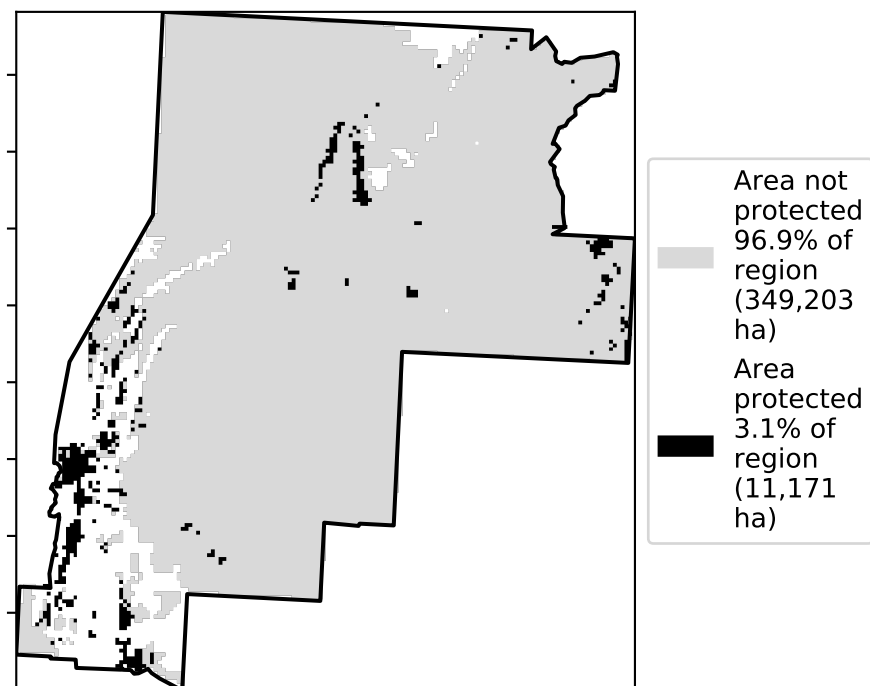 Area not
protected
96.9% of
region
(349,203
ha)
Area
protected
3.1% of
region
(11,171
ha)